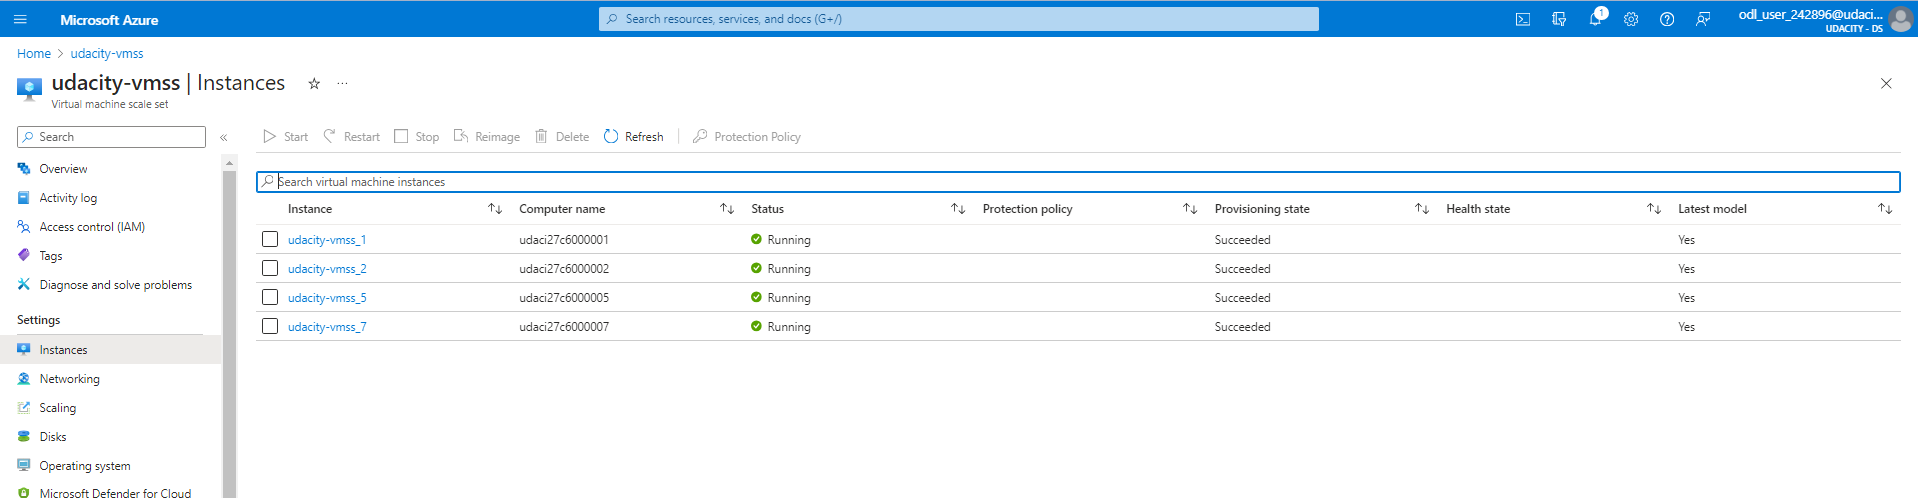 Microsoft Azure
Search resources, services, and docs (G+/)
1
odl_user_242896@udaci...
UDACITY - DS
Home > udacity-vmss
udacity-vmss | Instances
...
Virtual machine scale set
Search
«
Start Restart Stop Reimage Delete Refresh Protection Policy
Overview
Activity log
Access control (IAM)
Tags
Diagnose and solve problems
Settings
Instances
Networking
Scaling
Disks
Operating system
Microsoft Defender for Cloud
Search virtual machine instances
Instance Computer name Status Protection policy Provisioning state Health state Latest model
udacity-vmss_1 udaci27c6000001 Running Succeeded Yes
udacity-vmss_2 udaci27c6000002 Running Succeeded Yes
udacity-vmss_5 udaci27c6000005 Running Succeeded Yes
udacity-vmss_7 udaci27c6000007 Running Succeeded Yes